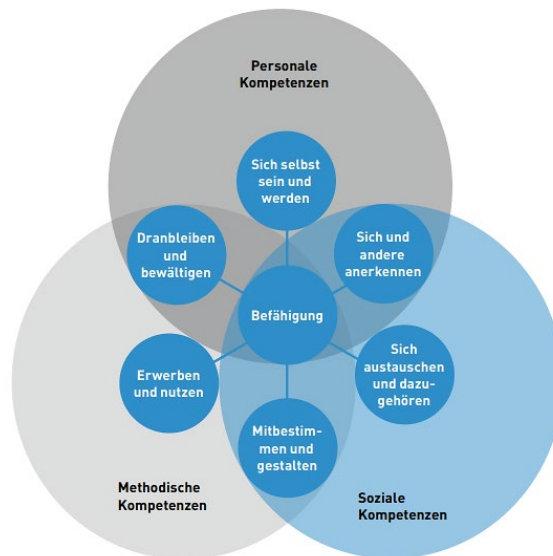 Personale
Kompetenzen
Sich selbst
sein und
werden
Dranbleiben
und
bewältigen
Sich und
andere
anerkennen
Befähigung
Erwerben
und nutzen
Sich
austauschen
und dazu-
gehören
Mitbestim-
men und
gestalten
Methodische
Kompetenzen
Soziale
Kompetenzen